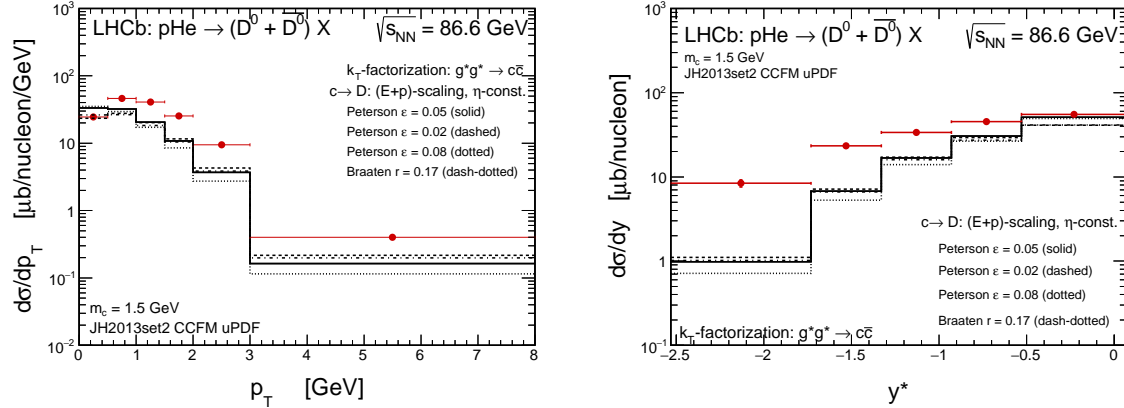 LHCb: pHe → (D⁰ + D̅⁰) X √s_NN = 86.6 GeV
k_T-factorization: g*g* → cc̅
c→ D: (E+p)-scaling, η-const.
Peterson ε = 0.05 (solid)
Peterson ε = 0.02 (dashed)
Peterson ε = 0.08 (dotted)
Braaten r = 0.17 (dash-dotted)
m_c = 1.5 GeV
JH2013set2 CCFM uPDF
dσ/dp_T [μb/nucleon/GeV]
10³
10²
10
1
10⁻¹
10⁻²
0 1 2 3 4 5 6 7 8
p_T [GeV]
LHCb: pHe → (D⁰ + D̅⁰) X √s_NN = 86.6 GeV
m_c = 1.5 GeV
JH2013set2 CCFM uPDF
c→ D: (E+p)-scaling, η-const.
Peterson ε = 0.05 (solid)
Peterson ε = 0.02 (dashed)
Peterson ε = 0.08 (dotted)
Braaten r = 0.17 (dash-dotted)
k_T-factorization: g*g* → cc̅
dσ/dy [μb/nucleon]
10³
10²
10
1
10⁻¹
−2.5 −2 −1.5 −1 −0.5 0
y*